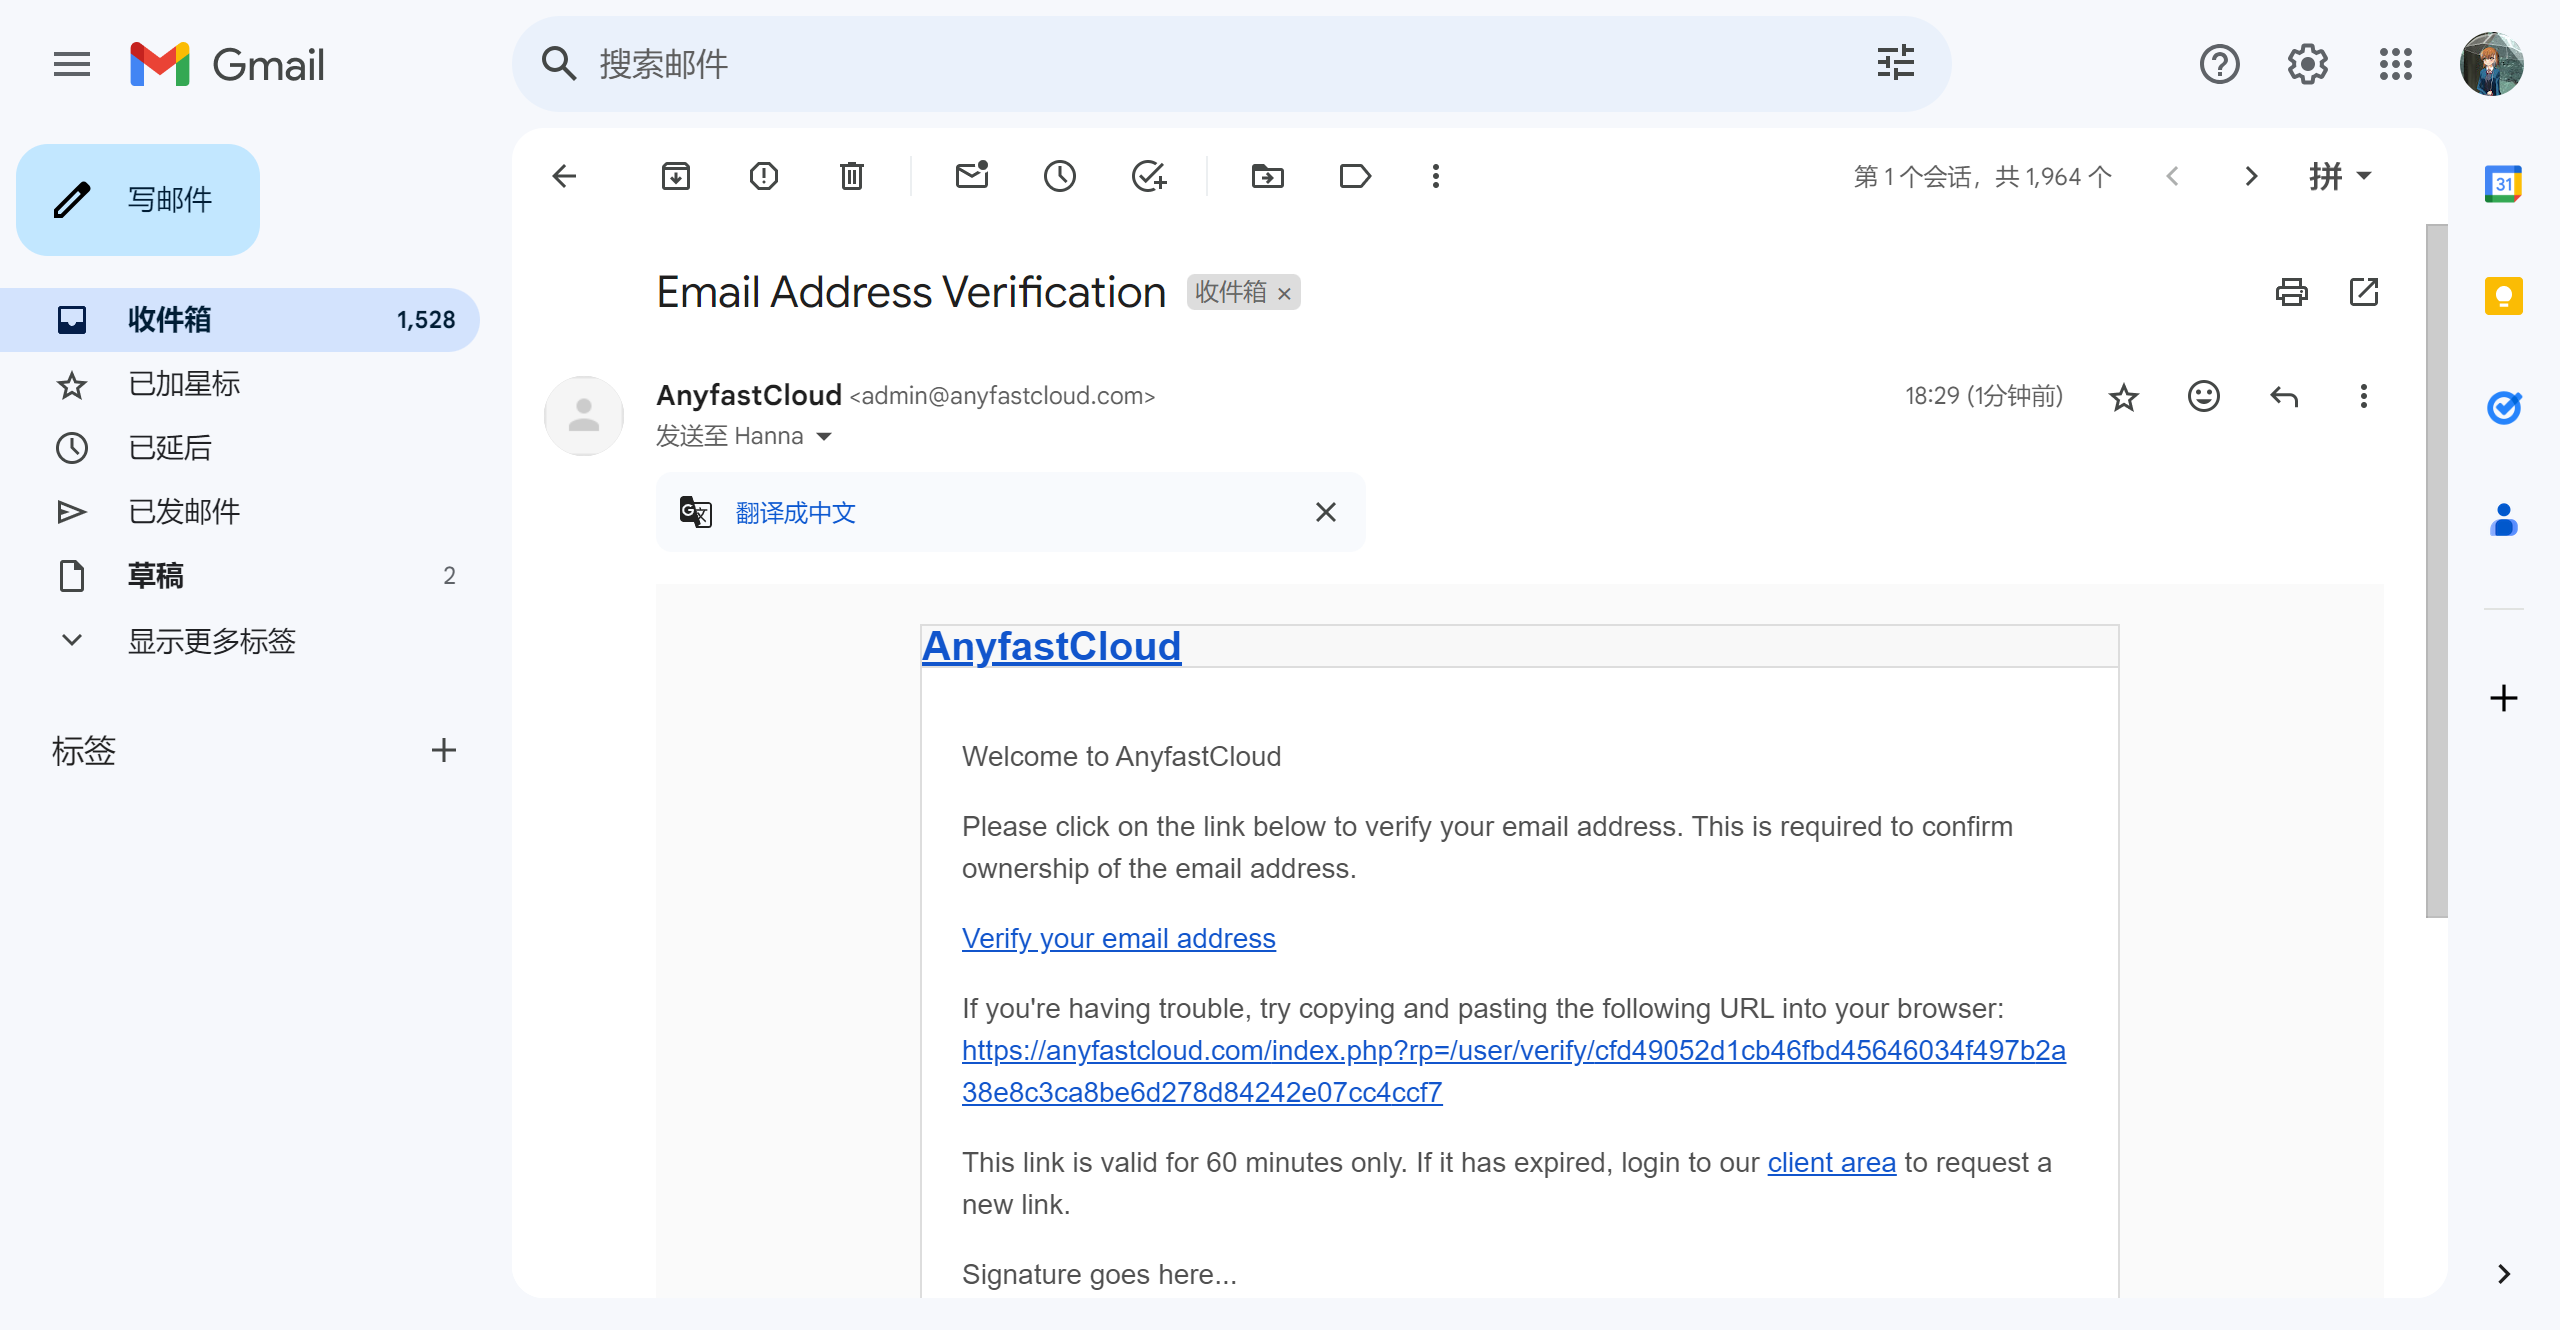 Gmail
搜索邮件
写邮件
收件箱 1,528
已加星标
已延后
已发邮件
草稿 2
显示更多标签
标签
第 1 个会话，共 1,964 个
拼
31
Email Address Verification 收件箱 ×
AnyfastCloud <admin@anyfastcloud.com>
18:29 (1分钟前)
发送至 Hanna
翻译成中文
AnyfastCloud
Welcome to AnyfastCloud
Please click on the link below to verify your email address. This is required to confirm
ownership of the email address.
Verify your email address
If you're having trouble, try copying and pasting the following URL into your browser:
https://anyfastcloud.com/index.php?rp=/user/verify/cfd49052d1cb46fbd45646034f497b2a
38e8c3ca8be6d278d84242e07cc4ccf7
This link is valid for 60 minutes only. If it has expired, login to our client area to request a
new link.
Signature goes here...